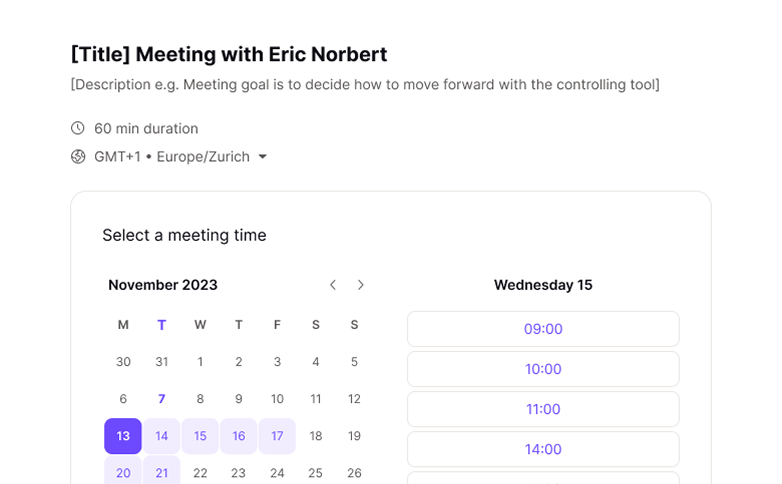 [Title] Meeting with Eric Norbert
[Description e.g. Meeting goal is to decide how to move forward with the controlling tool]
60 min duration
GMT+1 • Europe/Zurich
Select a meeting time
November 2023
M T W T F S S
30 31 1 2 3 4 5
6 7 8 9 10 11 12
13 14 15 16 17 18 19
20 21 22 23 24 25 26
Wednesday 15
09:00
10:00
11:00
14:00